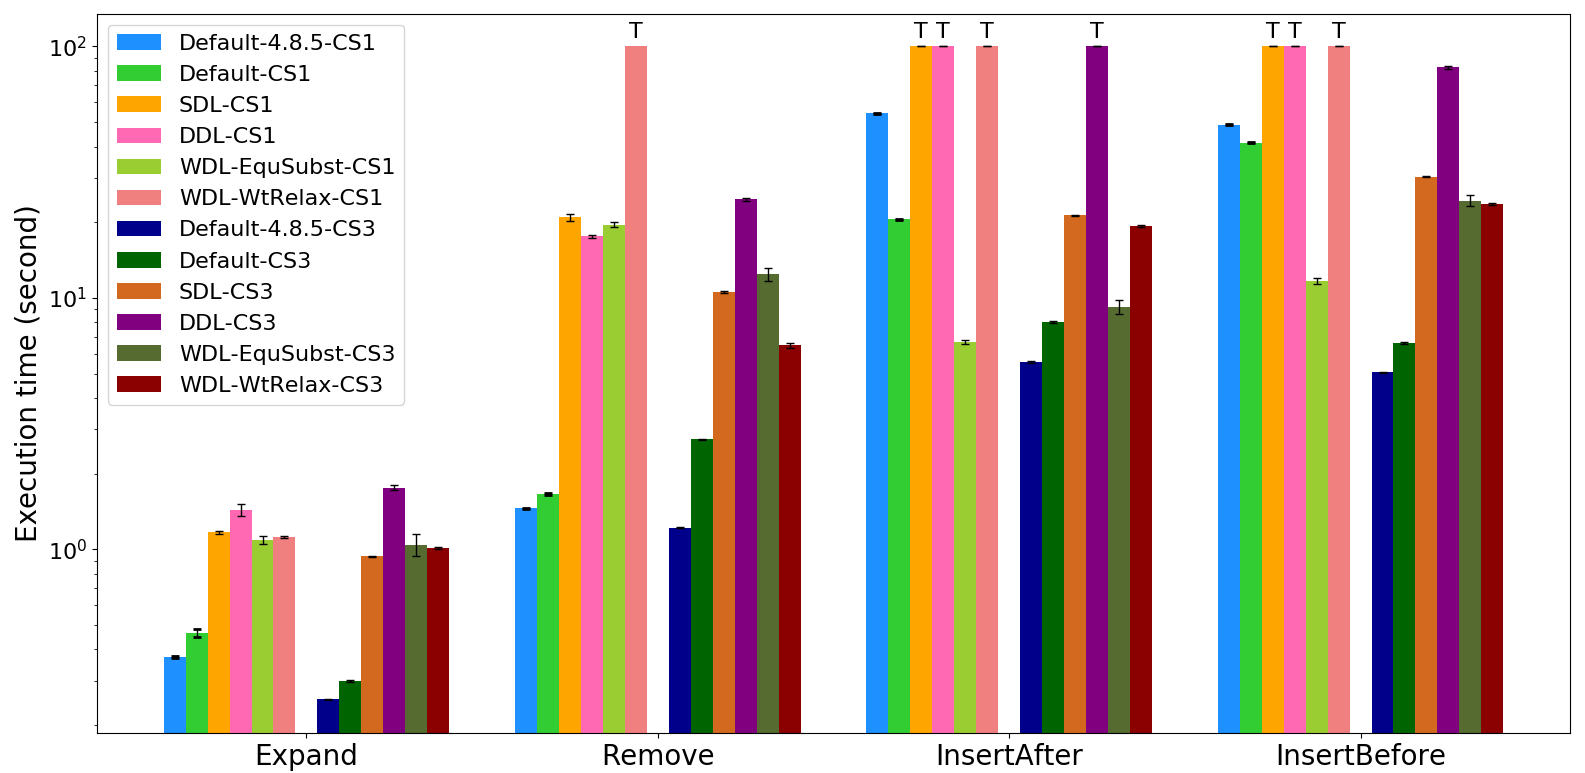 T T T T T T T T
10²
10¹
10⁰
Execution time (second)
Default-4.8.5-CS1
Default-CS1
SDL-CS1
DDL-CS1
WDL-EquSubst-CS1
WDL-WtRelax-CS1
Default-4.8.5-CS3
Default-CS3
SDL-CS3
DDL-CS3
WDL-EquSubst-CS3
WDL-WtRelax-CS3
Expand Remove InsertAfter InsertBefore